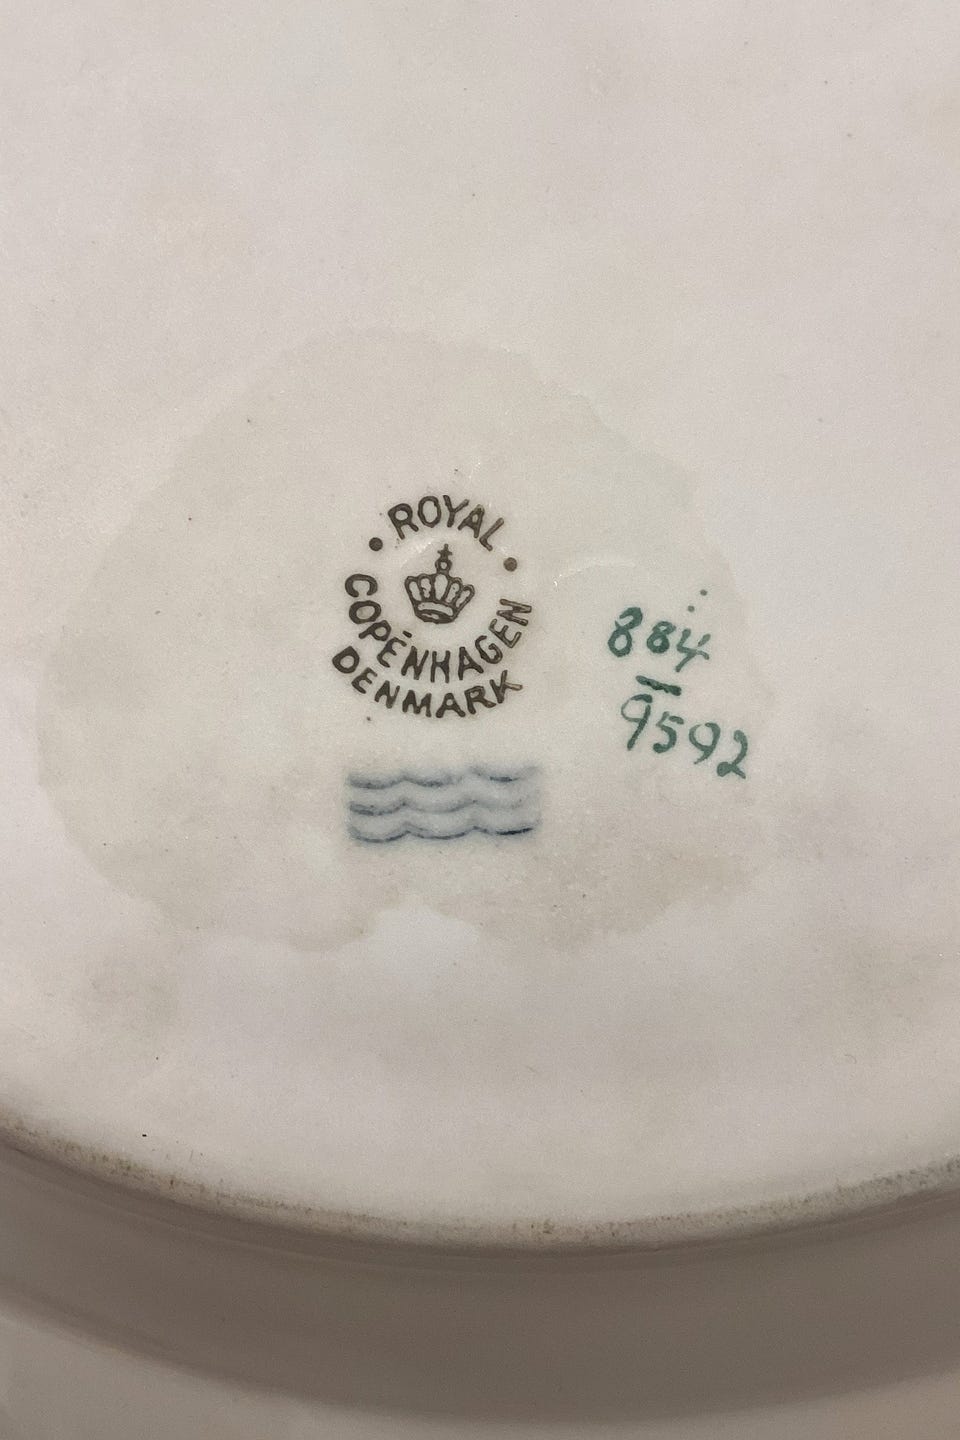 ROYAL
COPENHAGEN
DENMARK
884
9592